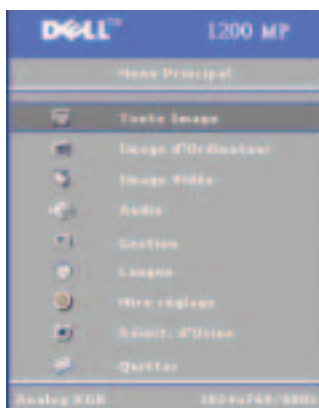 DELL™ 1200 MP
Menu Principal
Toute Image
Image d'Ordinateur
Image Vidéo
Audio
Gestion
Langue
Mire réglage
Réinit. d'Usine
Quitter
Analog RGB 1024x768/60Hz